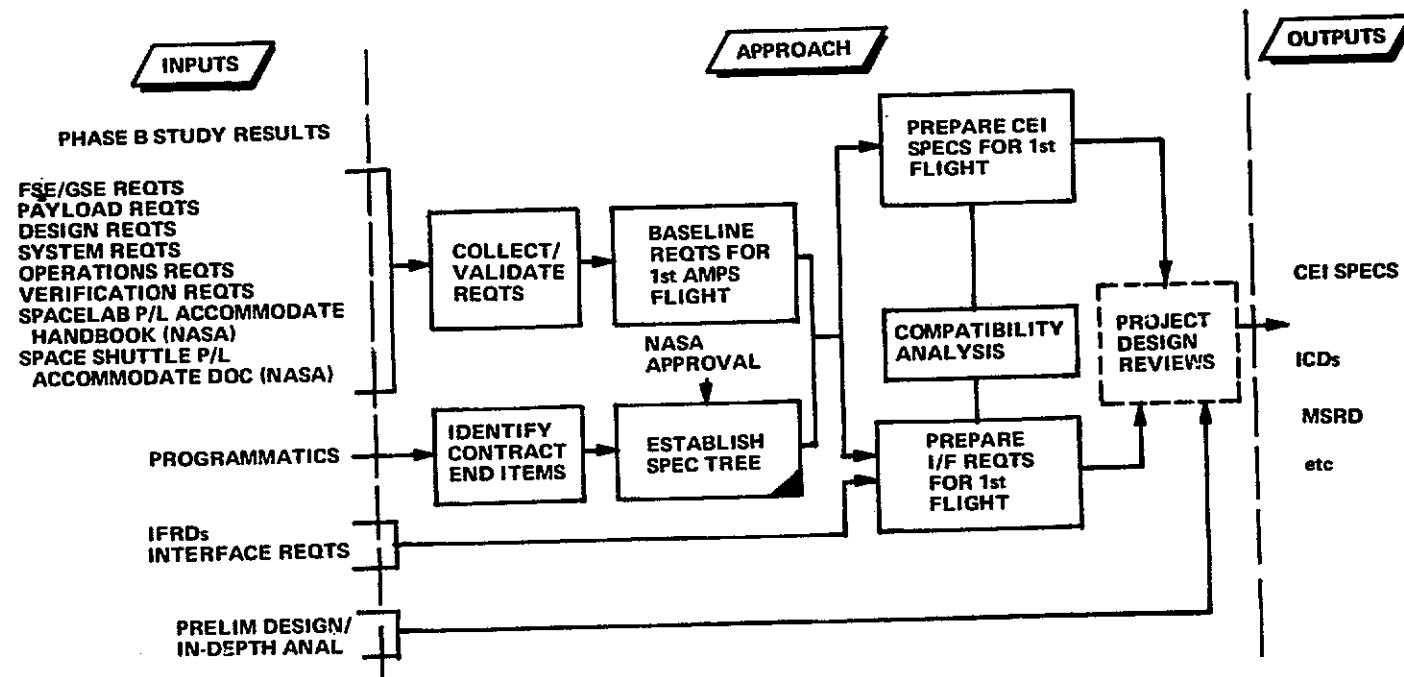 INPUTS
APPROACH
OUTPUTS
PHASE B STUDY RESULTS
FSE/GSE REQTS
PAYLOAD REQTS
DESIGN REQTS
SYSTEM REQTS
OPERATIONS REQTS
VERIFICATION REQTS
SPACELAB P/L ACCOMMODATE
HANDBOOK (NASA)
SPACE SHUTTLE P/L
ACCOMMODATE DOC (NASA)
PROGRAMMATICS
IFRDs
INTERFACE REQTS
PRELIM DESIGN/
IN-DEPTH ANAL
COLLECT/
VALIDATE
REQTS
BASELINE
REQTS FOR
1st AMPS
FLIGHT
IDENTIFY
CONTRACT
END ITEMS
NASA
APPROVAL
ESTABLISH
SPEC TREE
PREPARE CEI
SPECS FOR 1st
FLIGHT
COMPATIBILITY
ANALYSIS
PREPARE
I/F REQTS
FOR 1st
FLIGHT
PROJECT
DESIGN
REVIEWS
CEI SPECS
ICDs
MSRD
etc